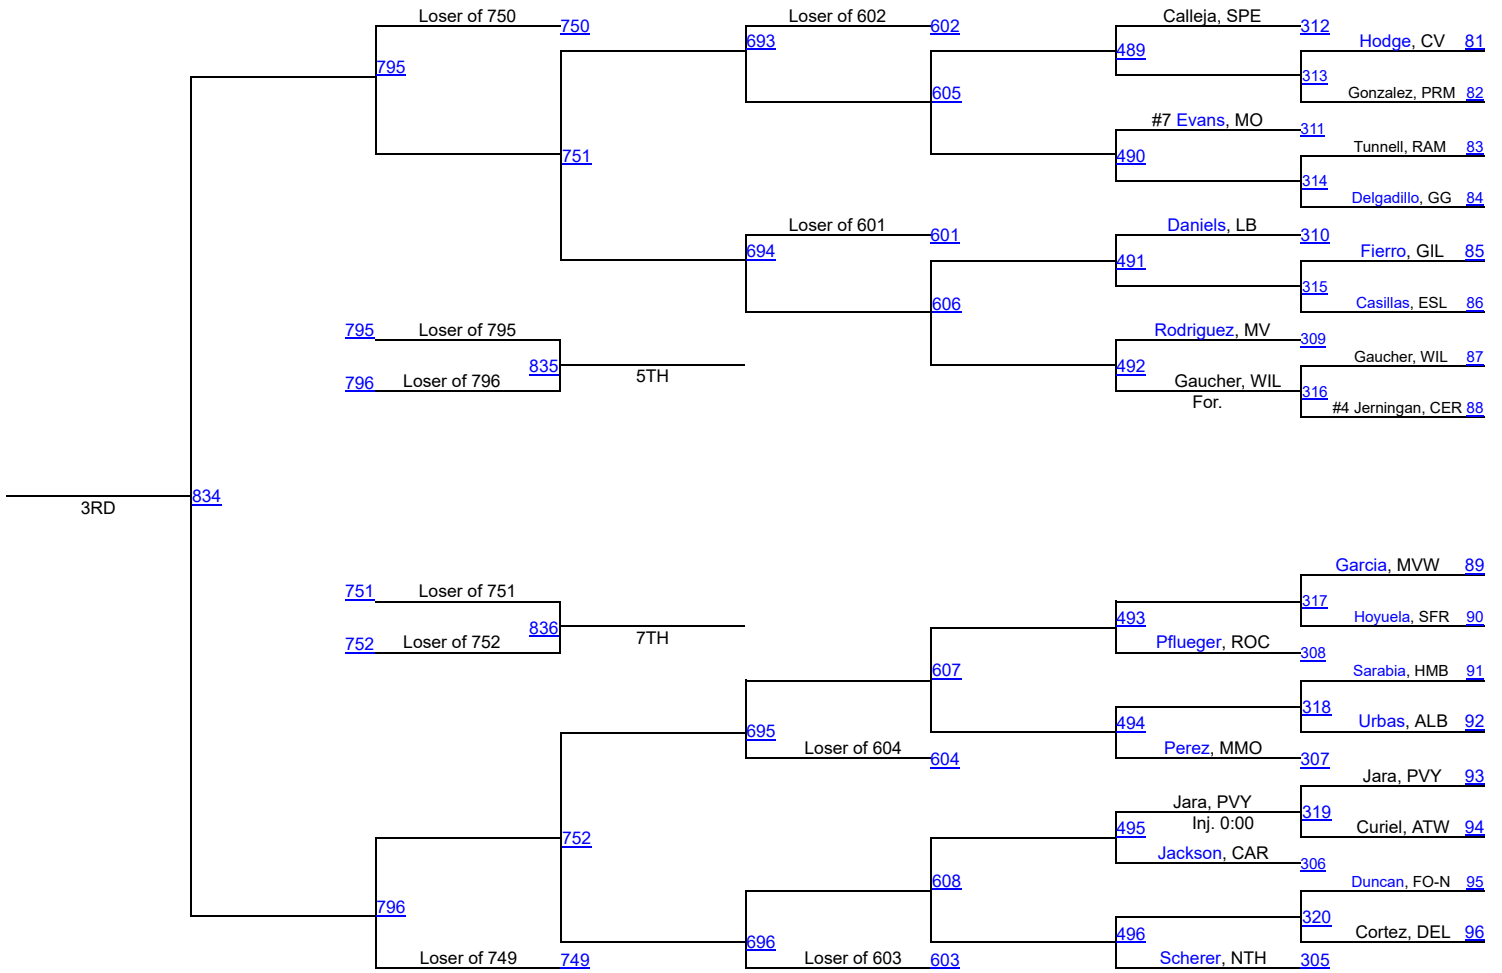 Loser of 750
750
Loser of 602
602
Calleja, SPE
312
Hodge, CV
81
693
489
795
313
Gonzalez, PRM
82
605
#7 Evans, MO
311
Tunnell, RAM
83
751
490
314
Delgadillo, GG
84
Loser of 601
601
Daniels, LB
310
Fierro, GIL
85
694
491
315
Casillas, ESL
86
606
795
Loser of 795
Rodriguez, MV
309
Gaucher, WIL
87
835
5TH
492
796
Loser of 796
Gaucher, WIL
For.
316
#4 Jerningan, CER
88
834
3RD
Garcia, MVW
89
751
Loser of 751
317
493
Hoyuela, SFR
90
836
7TH
752
Loser of 752
Pflueger, ROC
308
607
Sarabia, HMB
91
318
494
Urbas, ALB
92
695
Loser of 604
604
Perez, MMO
307
Jara, PVY
93
Jara, PVY
Inj. 0:00
319
495
Curiel, ATW
94
752
Jackson, CAR
306
608
Duncan, FO-N
95
796
320
496
Cortez, DEL
96
696
Loser of 749
749
Loser of 603
603
Scherer, NTH
305